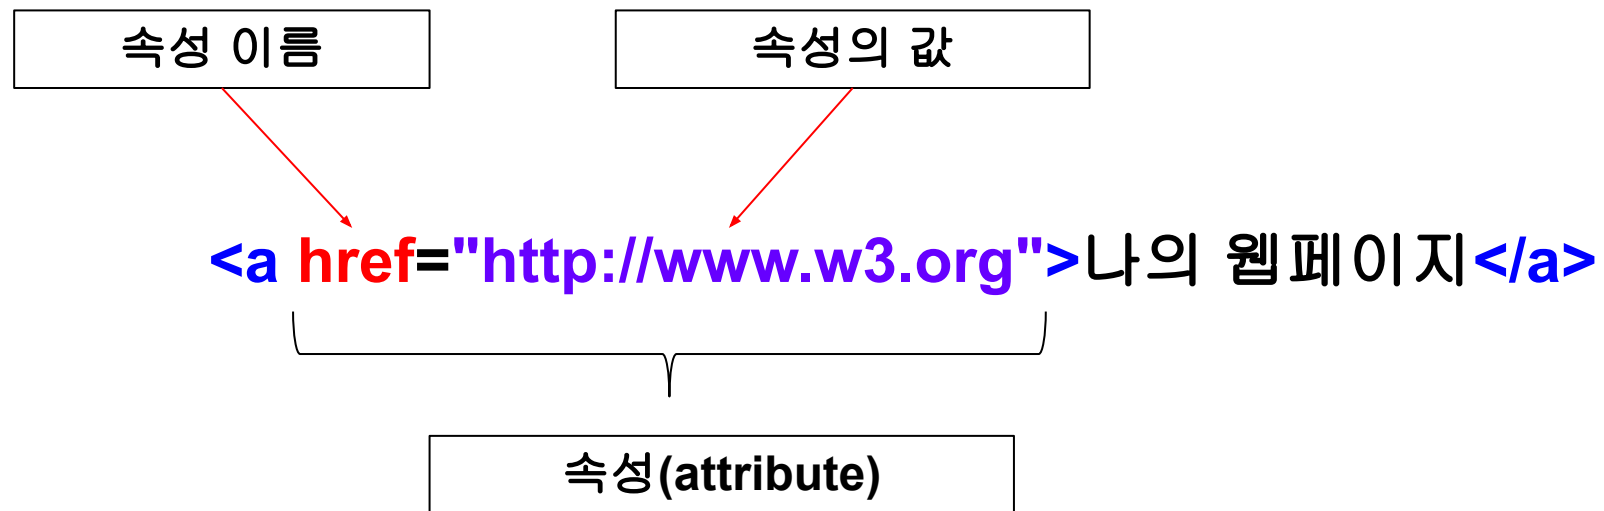 속성 이름
속성의 값
<a href="http://www.w3.org">나의 웹페이지</a>
속성(attribute)